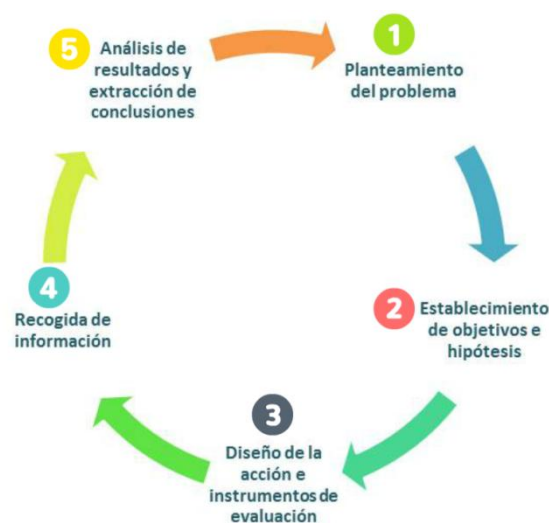 1
Planteamiento
del problema
2
Establecimiento
de objetivos e
hipótesis
3
Diseño de la
acción e
instrumentos de
evaluación
4
Recogida de
información
5
Análisis de
resultados y
extracción de
conclusiones